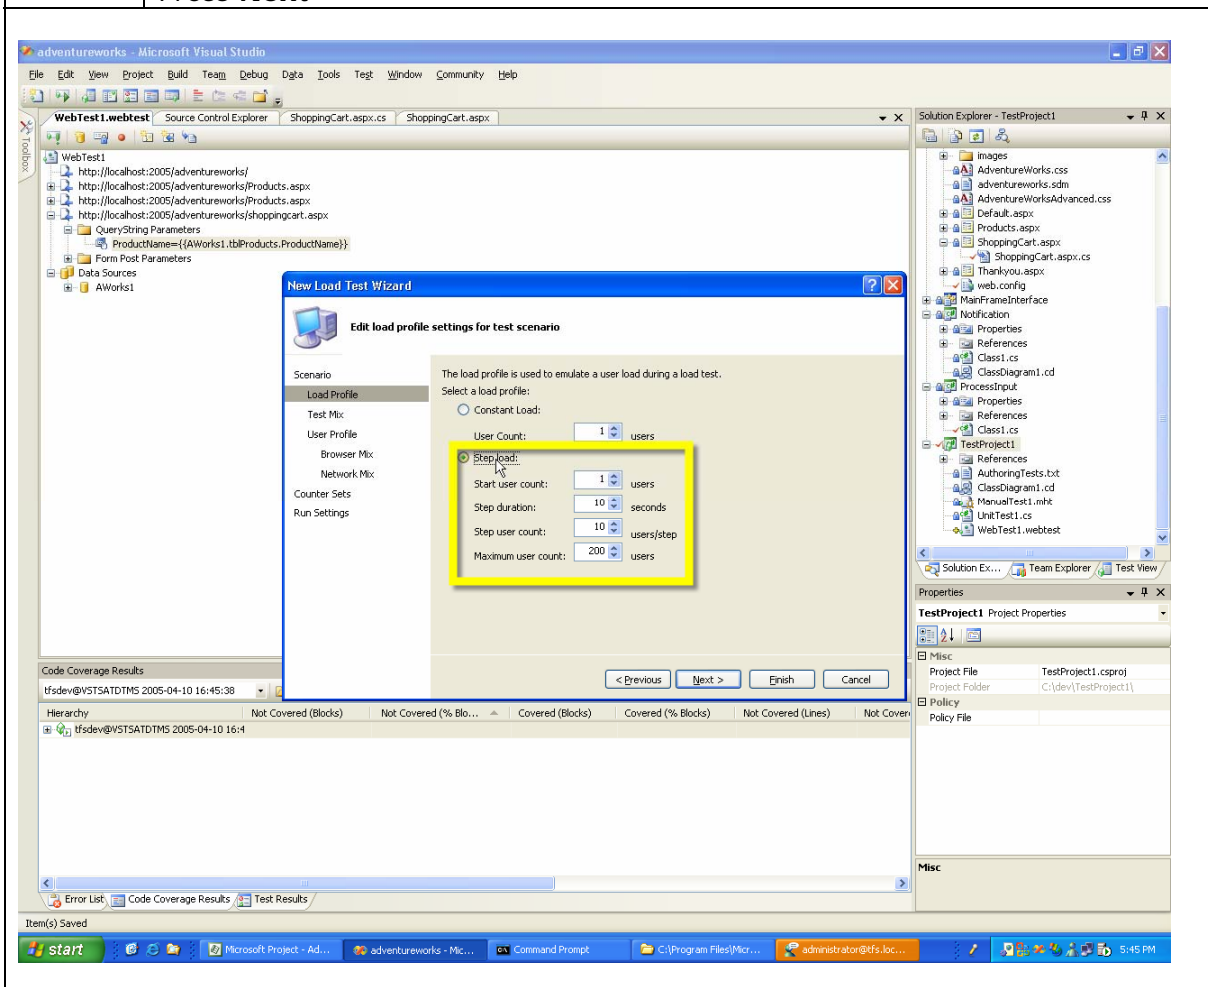 adventureworks - Microsoft Visual Studio
File Edit View Project Build Team Debug Data Tools Test Window Community Help
WebTest1.webtest Source Control Explorer ShoppingCart.aspx.cs ShoppingCart.aspx
Toolbox
WebTest1
http://localhost:2005/adventureworks/
http://localhost:2005/adventureworks/Products.aspx
http://localhost:2005/adventureworks/Products.aspx
http://localhost:2005/adventureworks/shoppingcart.aspx
QueryString Parameters
ProductName={{AWorks1.tblProducts.ProductName}}
Form Post Parameters
Data Sources
AWorks1
New Load Test Wizard
Edit load profile settings for test scenario
Scenario
Load Profile
Test Mix
User Profile
Browser Mix
Network Mix
Counter Sets
Run Settings
The load profile is used to emulate a user load during a load test.
Select a load profile:
Constant Load:
User Count: 1 users
Step load:
Start user count: 1 users
Step duration: 10 seconds
Step user count: 10 users/step
Maximum user count: 200 users
< Previous Next > Finish Cancel
Solution Explorer - TestProject1
images
AdventureWorks.css
adventureworks.sdm
AdventureWorksAdvanced.css
Default.aspx
Products.aspx
ShoppingCart.aspx
ShoppingCart.aspx.cs
Thankyou.aspx
web.config
MainFrameInterface
Notification
Properties
References
Class1.cs
ClassDiagram1.cd
ProcessInput
Properties
References
Class1.cs
TestProject1
References
AuthoringTests.txt
ClassDiagram1.cd
ManualTest1.mht
UnitTest1.cs
WebTest1.webtest
Solution Ex... Team Explorer Test View
Properties
TestProject1 Project Properties
Misc
Project File TestProject1.csproj
Project Folder C:\dev\TestProject1\
Policy
Policy File
Misc
Code Coverage Results
tfsdev@VSTSATDTMS 2005-04-10 16:45:38
Hierarchy Not Covered (Blocks) Not Covered (% Blo... Covered (Blocks) Covered (% Blocks) Not Covered (Lines) Not Cover
tfsdev@VSTSATDTMS 2005-04-10 16:4
Error List Code Coverage Results Test Results
Item(s) Saved
start Microsoft Project - Ad... adventureworks - Mic... Command Prompt C:\Program Files\Micr... administrator@tfs.loc... 5:45 PM